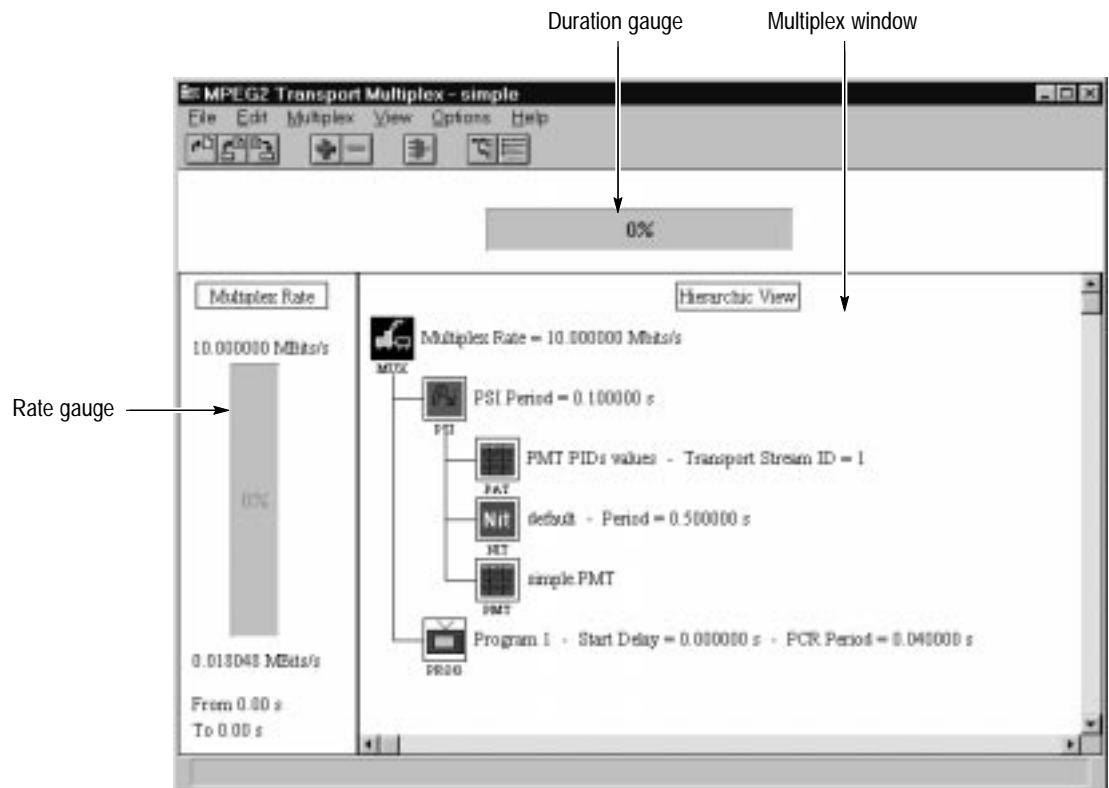 Duration gauge
Multiplex window
MPEG2 Transport Multiplex - simple
File Edit Multiplex View Options Help
0%
Multiplex Rate
Hierarchic View
10.000000 MBits/s
Multiplex Rate = 10.000000 Mbits/s
MUX
PSI Period = 0.100000 s
PSI
Rate gauge
0%
PMT PIDs values - Transport Stream ID = 1
PAT
Nit
default - Period = 0.500000 s
NIT
simple.PMT
PMT
Program 1 - Start Delay = 0.000000 s - PCR Period = 0.040000 s
PROG
0.018048 MBits/s
From 0.00 s
To 0.00 s